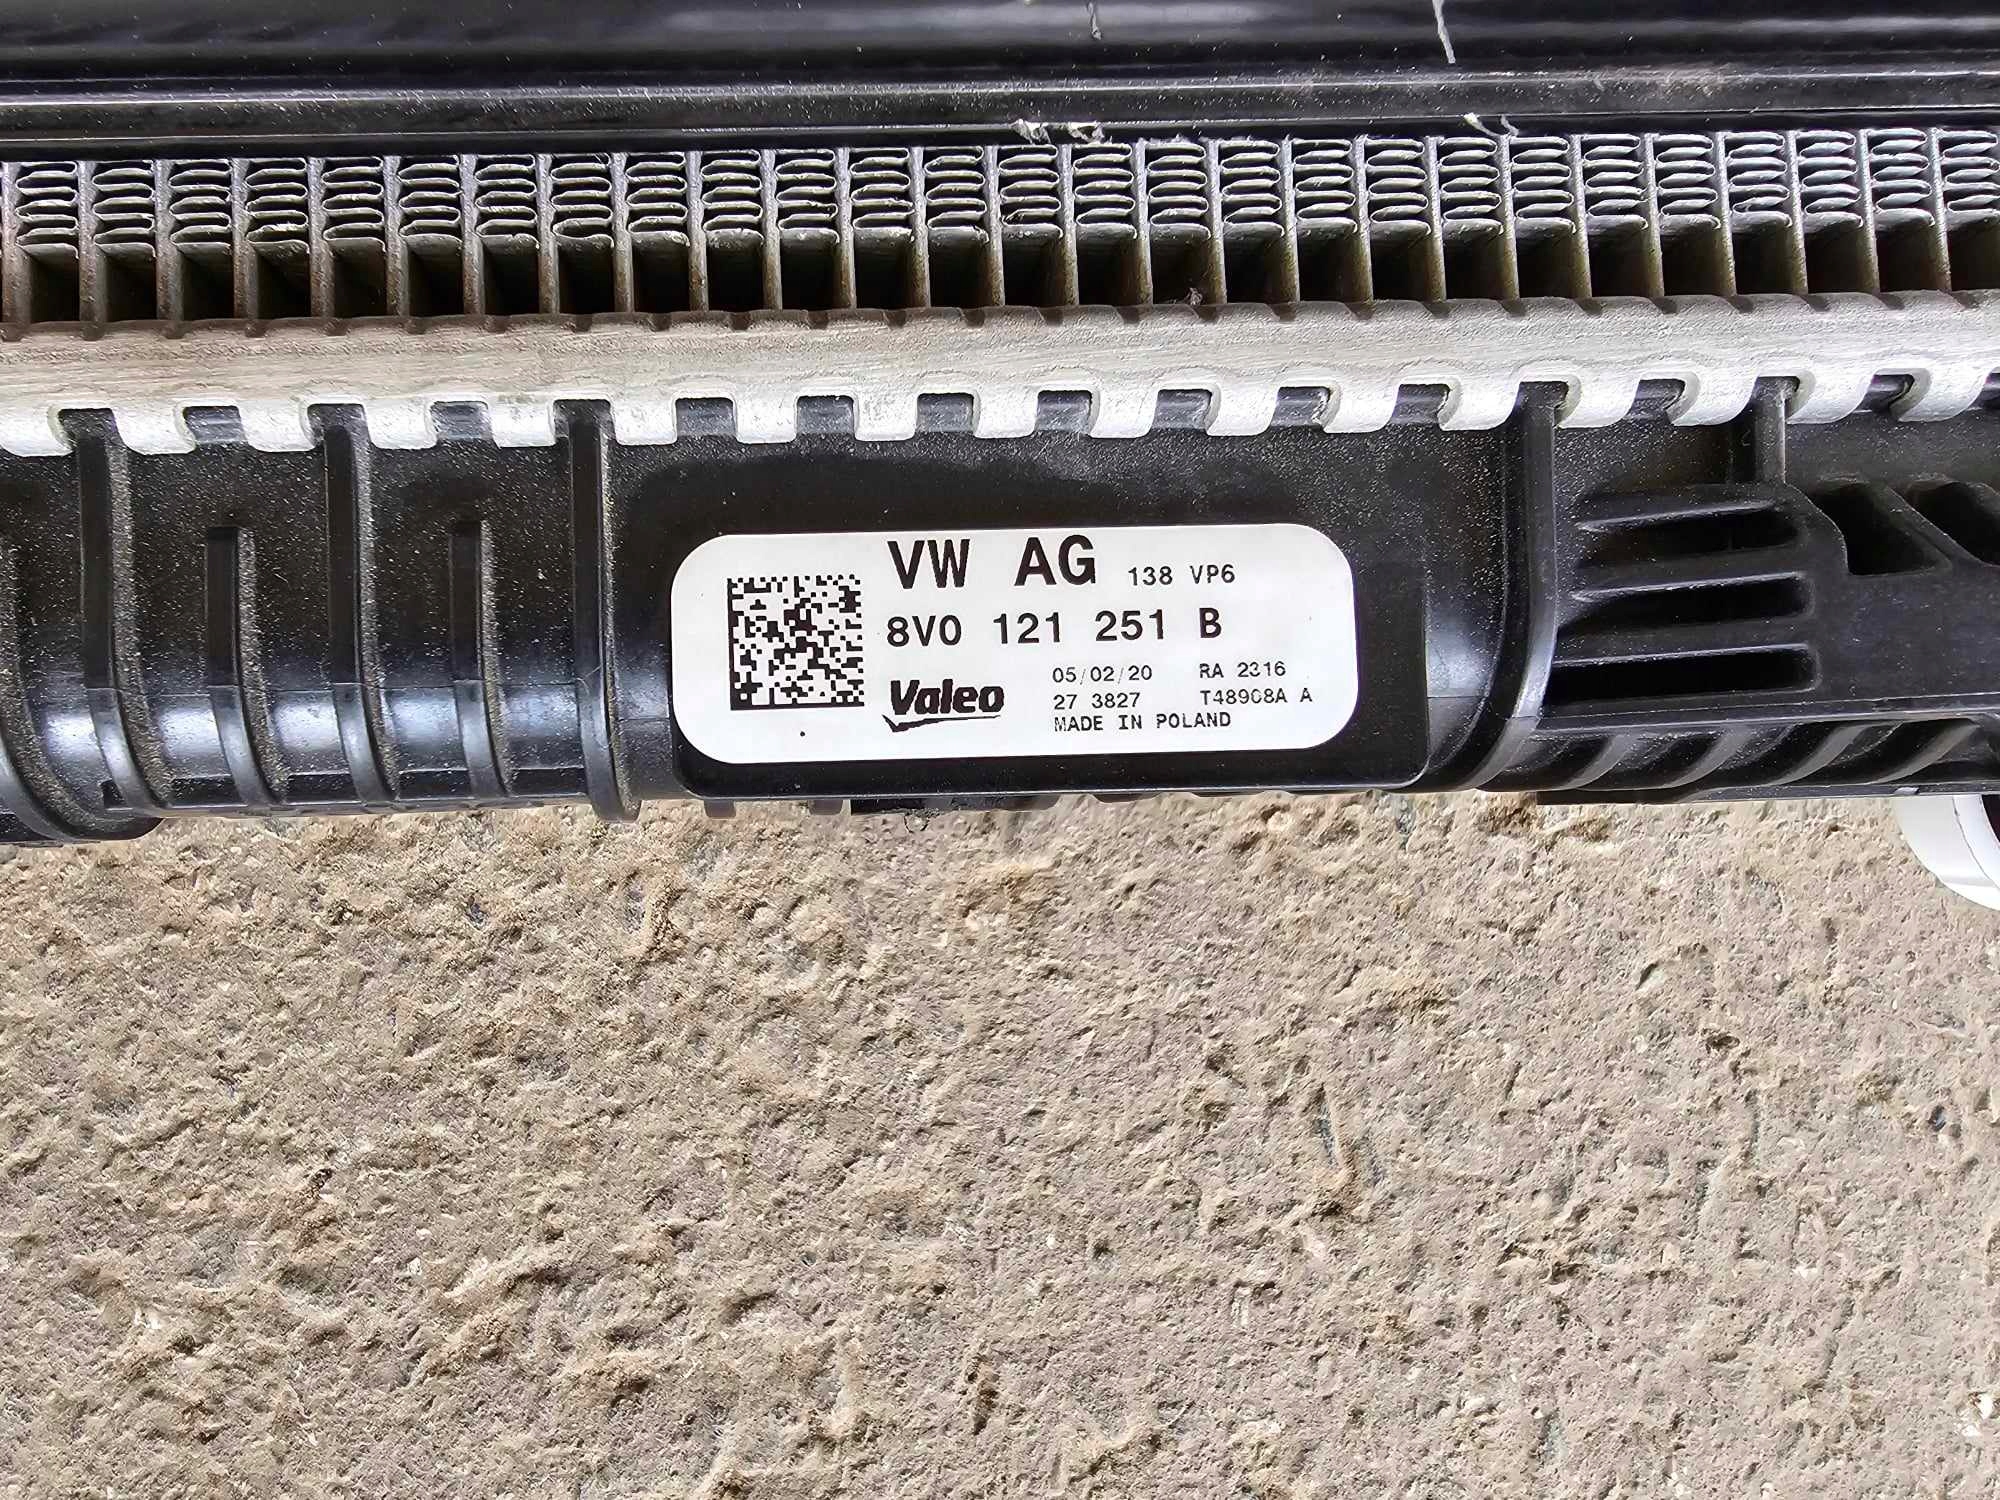 VW AG 138 VP6
8V0 121 251 B
Valeo
05/02/20 RA 2316
27 3827 T48908A A
MADE IN POLAND